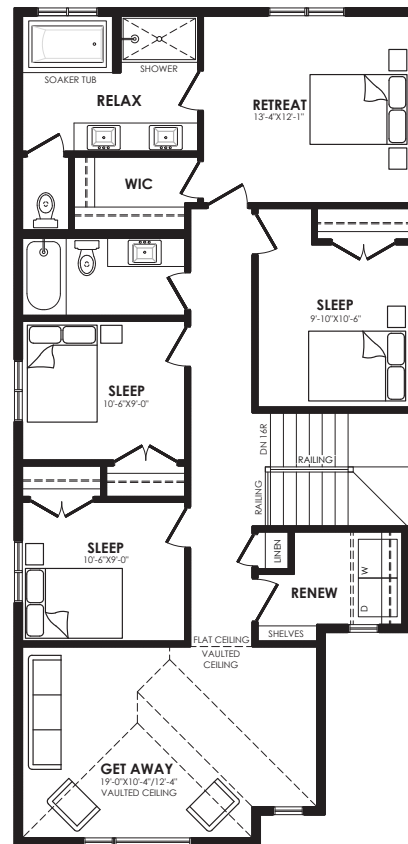 SOAKER TUB
SHOWER
RELAX
RETREAT
13'-4"X12'-1"
WIC
SLEEP
9'-10"X10'-6"
SLEEP
10'-6"X9'-0"
DN 16R
RAILING
RAILING
SLEEP
10'-6"X9'-0"
LINEN
RENEW
W
D
SHELVES
FLAT CEILING
VAULTED
CEILING
GET AWAY
19'-0"X10'-4"/12'-4"
VAULTED CEILING